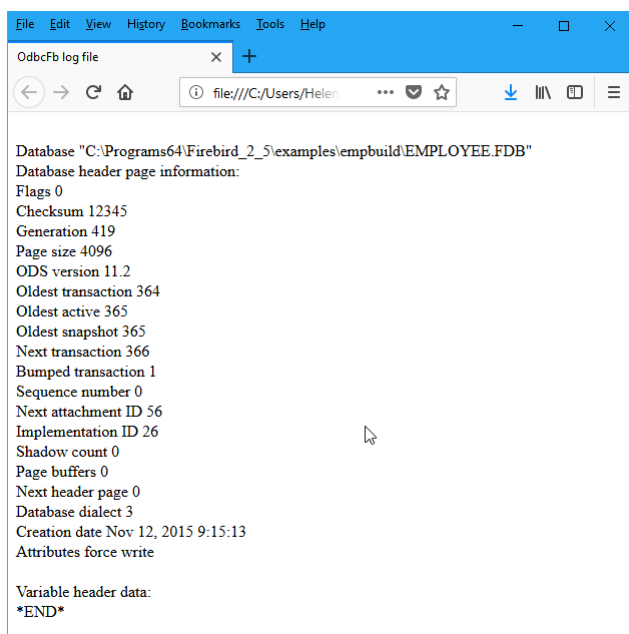 File Edit View History Bookmarks Tools Help
OdbcFb log file
file:///C:/Users/Helen
Database "C:\Programs64\Firebird_2_5\examples\empbuild\EMPLOYEE.FDB"
Database header page information:
Flags 0
Checksum 12345
Generation 419
Page size 4096
ODS version 11.2
Oldest transaction 364
Oldest active 365
Oldest snapshot 365
Next transaction 366
Bumped transaction 1
Sequence number 0
Next attachment ID 56
Implementation ID 26
Shadow count 0
Page buffers 0
Next header page 0
Database dialect 3
Creation date Nov 12, 2015 9:15:13
Attributes force write
Variable header data:
*END*